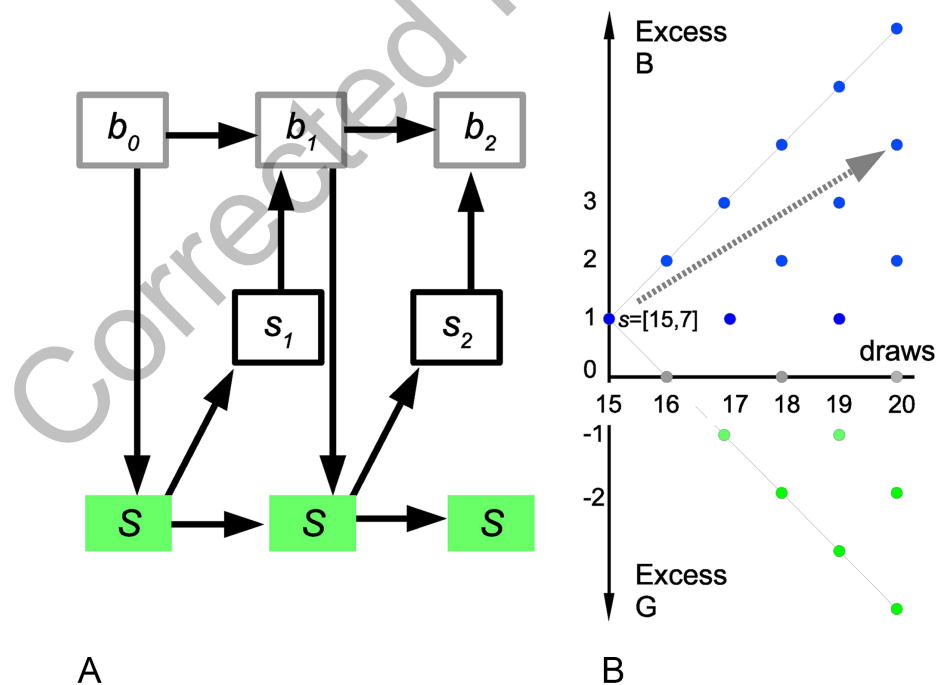 Corrected
b0
b1
b2
s1
s2
S
S
S
A
Excess
B
3
2
1
s=[15,7]
draws
0
15
16
17
18
19
20
-1
-2
Excess
G
B